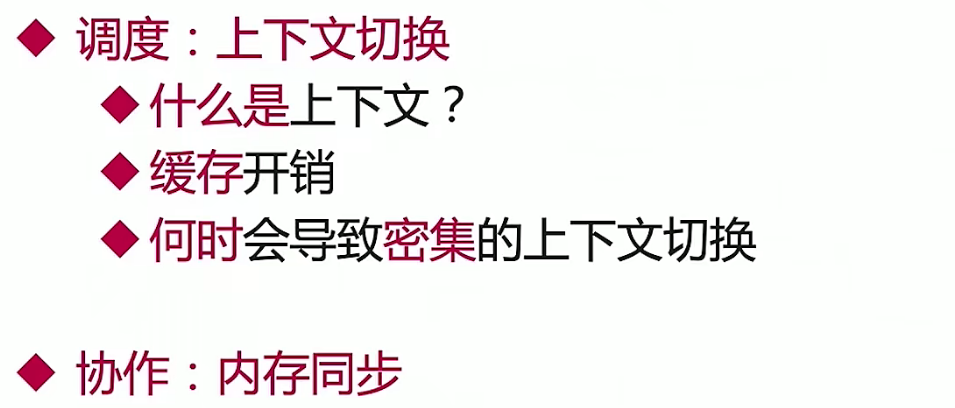 调度：上下文切换
什么是上下文？
缓存开销
何时会导致密集的上下文切换
协作：内存同步